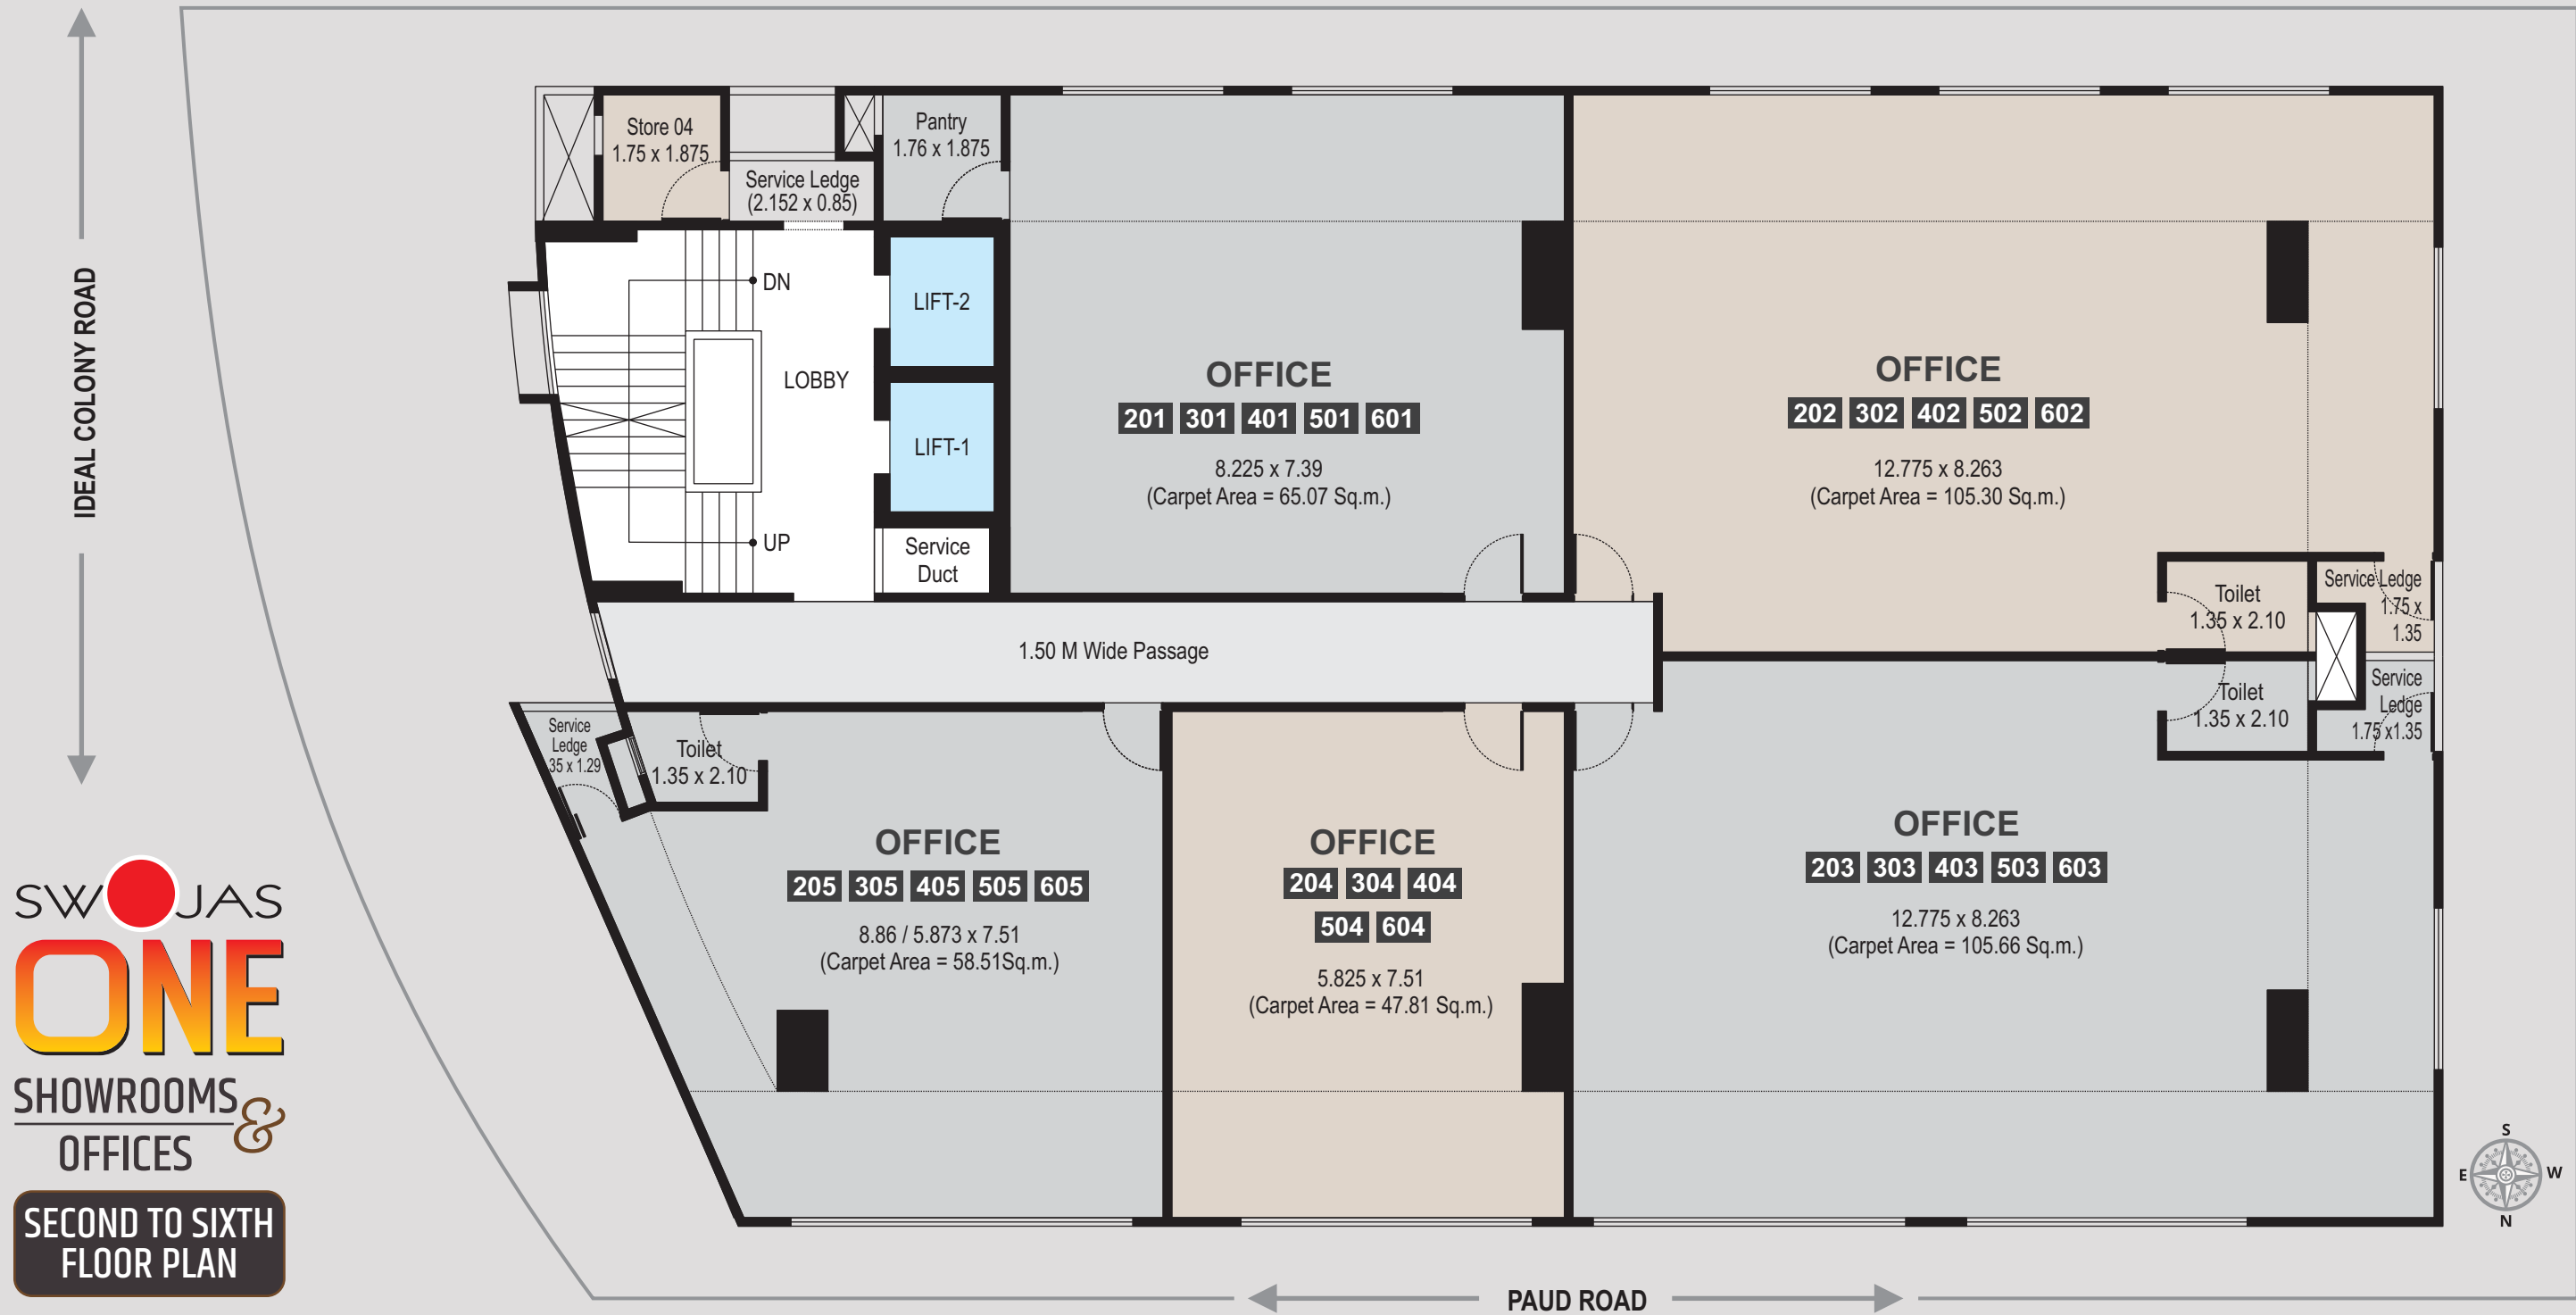 IDEAL COLONY ROAD
Store 04
1.75 x 1.875
Service Ledge
(2.152 x 0.85)
Pantry
1.76 x 1.875
DN
LOBBY
UP
LIFT-2
LIFT-1
Service
Duct
OFFICE
201 301 401 501 601
8.225 x 7.39
(Carpet Area = 65.07 Sq.m.)
OFFICE
202 302 402 502 602
12.775 x 8.263
(Carpet Area = 105.30 Sq.m.)
Toilet
1.35 x 2.10
Service Ledge
1.75 x
1.35
1.50 M Wide Passage
Toilet
1.35 x 2.10
Service
Ledge
1.75 x1.35
Service
Ledge
35 x 1.29
Toilet
1.35 x 2.10
OFFICE
205 305 405 505 605
8.86 / 5.873 x 7.51
(Carpet Area = 58.51Sq.m.)
OFFICE
204 304 404
504 604
5.825 x 7.51
(Carpet Area = 47.81 Sq.m.)
OFFICE
203 303 403 503 603
12.775 x 8.263
(Carpet Area = 105.66 Sq.m.)
SWOJAS
ONE
SHOWROOMS
&
OFFICES
SECOND TO SIXTH
FLOOR PLAN
S
E W
N
PAUD ROAD